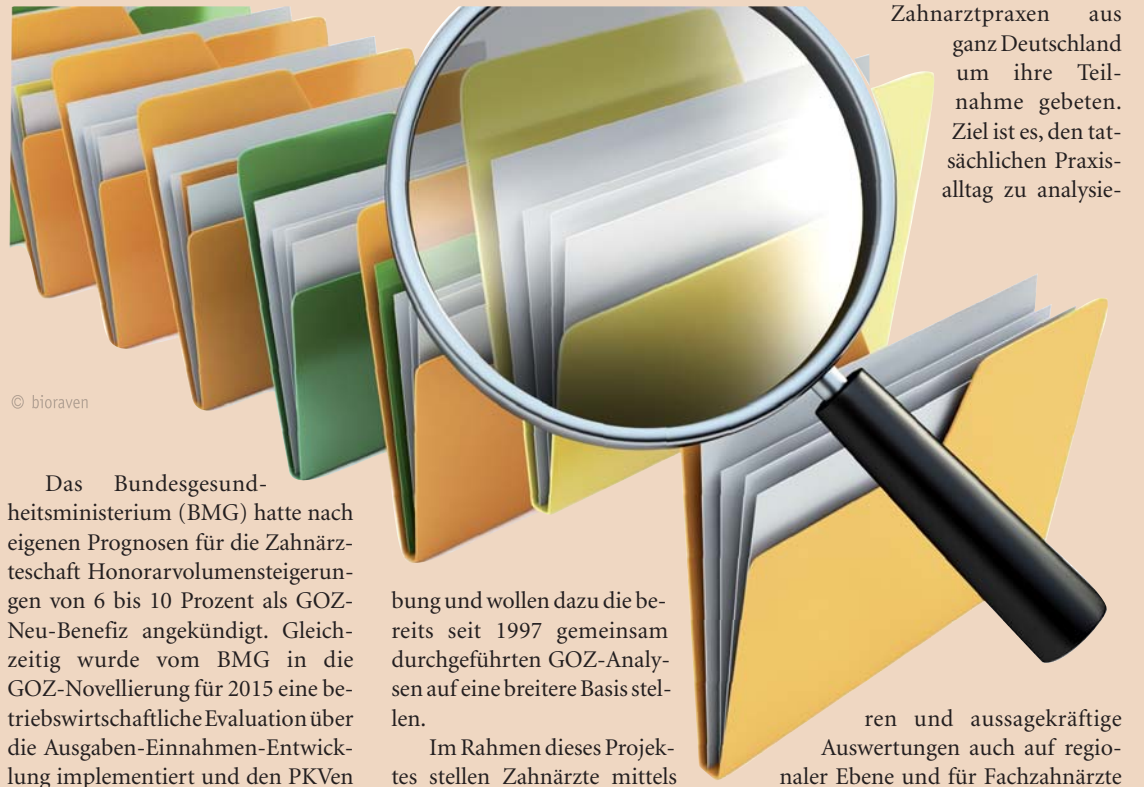 © bioraven
Das Bundesgesund-
heitsministerium (BMG) hatte nach
eigenen Prognosen für die Zahnärz-
teschaft Honorarvolumensteigerun-
gen von 6 bis 10 Prozent als GOZ-
Neu-Benefiz angekündigt. Gleich-
zeitig wurde vom BMG in die
GOZ-Novellierung für 2015 eine be-
triebswirtschaftliche Evaluation über
die Ausgaben-Einnahmen-Entwick-
lung implementiert und den PKVen
bung und wollen dazu die be-
reits seit 1997 gemeinsam
durchgeführten GOZ-Analy-
sen auf eine breitere Basis stel-
len.
Im Rahmen dieses Projek-
tes stellen Zahnärzte mittels
Zahnarztpraxen aus
ganz Deutschland
um ihre Teil-
nahme gebeten.
Ziel ist es, den tat-
sächlichen Praxis-
alltag zu analysie-
ren und aussagekräftige
Auswertungen auch auf regio-
naler Ebene und für Fachzahnärzte